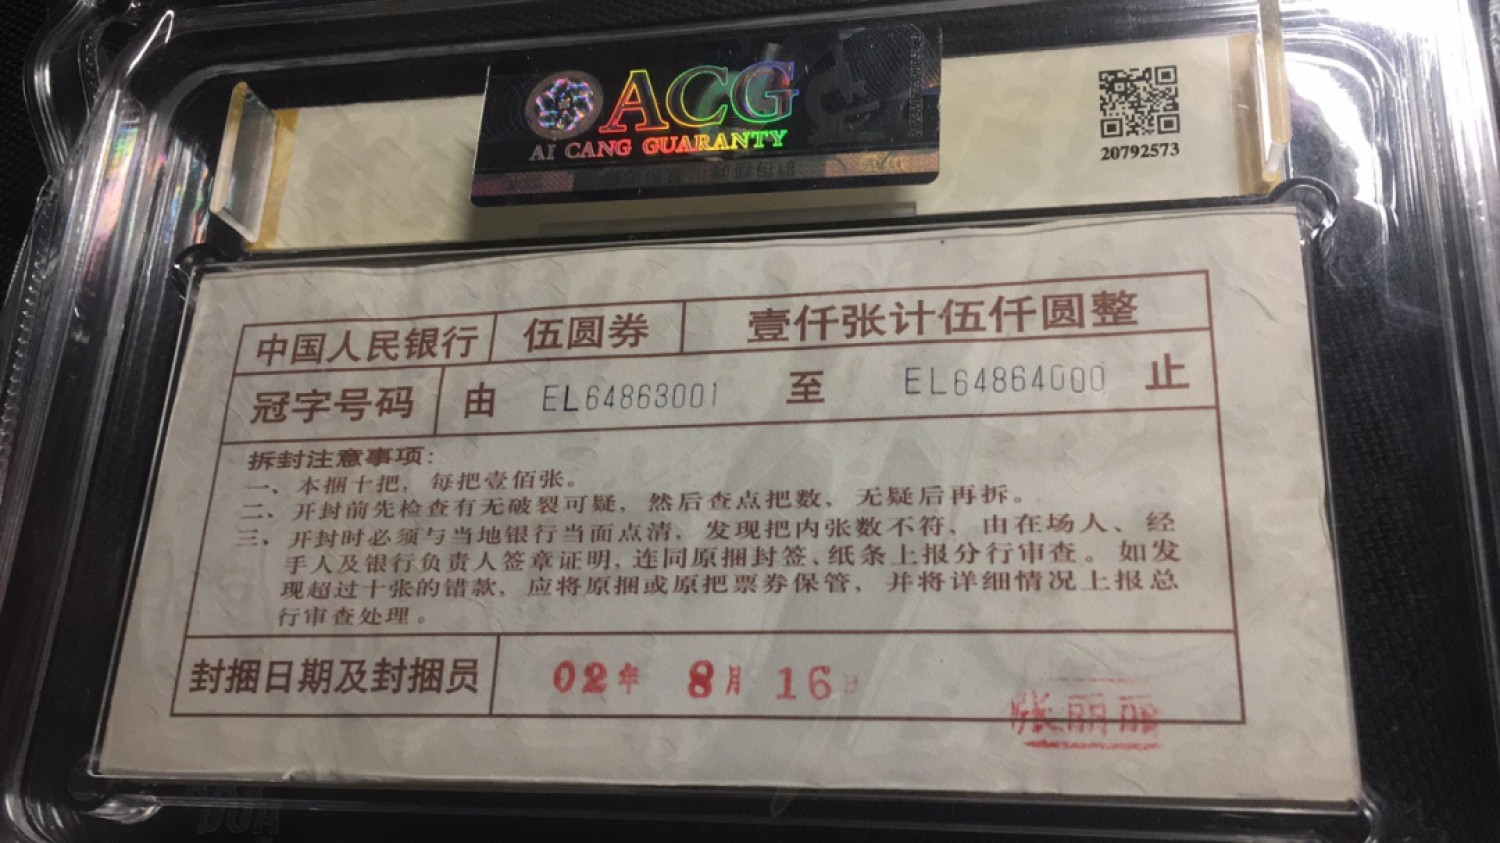 ACG
AI CANG GUARANTY
20792573
中国人民银行 伍圆券 壹仟张计伍仟圆整
冠字号码 由 EL64863001 至 EL64864000 止
拆封注意事项：
一、本捆十把，每把壹佰张。
二、开封前先检查有无破裂可疑，然后查点把数，无疑后再拆。
三、开封时必须与当地银行当面点清，发现把内张数不符，由在场人、经
手人及银行负责人签章证明，连同原捆封签、纸条上报分行审查。如发
现超过十张的错款，应将原捆或原把票券保管，并将详细情况上报总
行审查处理。
封捆日期及封捆员 02年 8月 16日
张丽丽